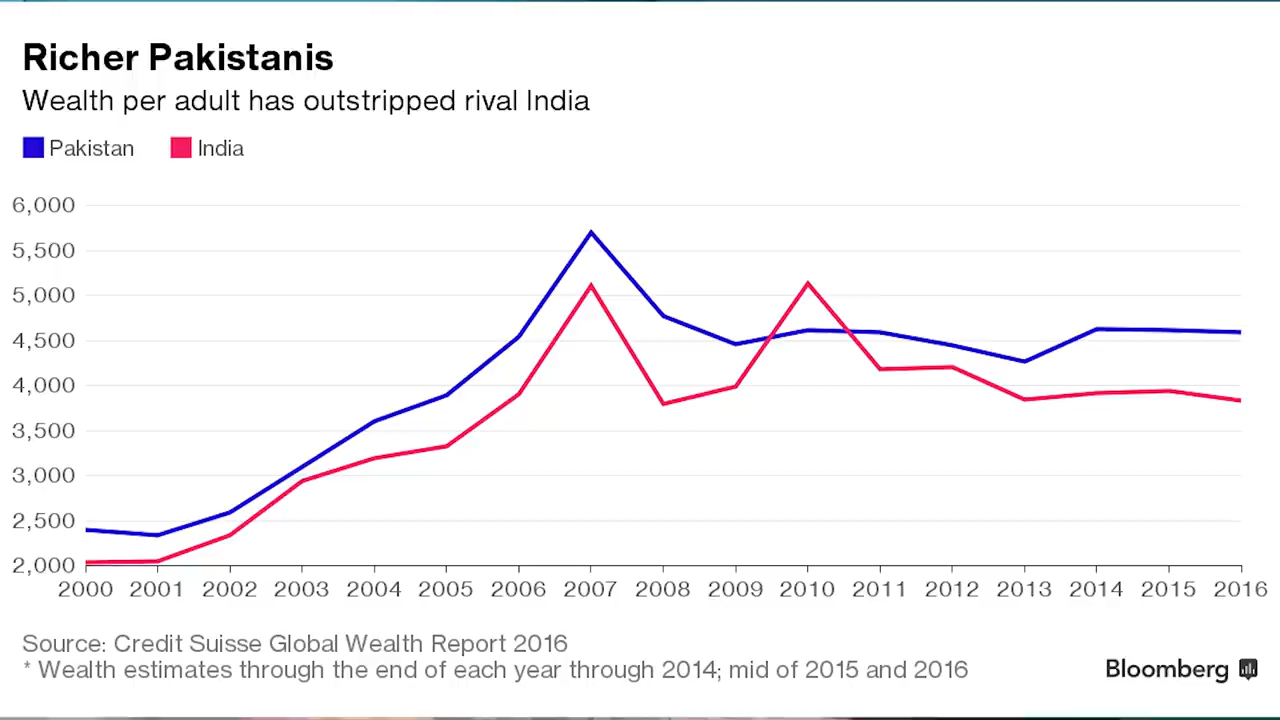 Richer Pakistanis
Wealth per adult has outstripped rival India
Pakistan India
6,000
5,500
5,000
4,500
4,000
3,500
3,000
2,500
2,000
2000 2001 2002 2003 2004 2005 2006 2007 2008 2009 2010 2011 2012 2013 2014 2015 2016
Source: Credit Suisse Global Wealth Report 2016
* Wealth estimates through the end of each year through 2014; mid of 2015 and 2016
Bloomberg